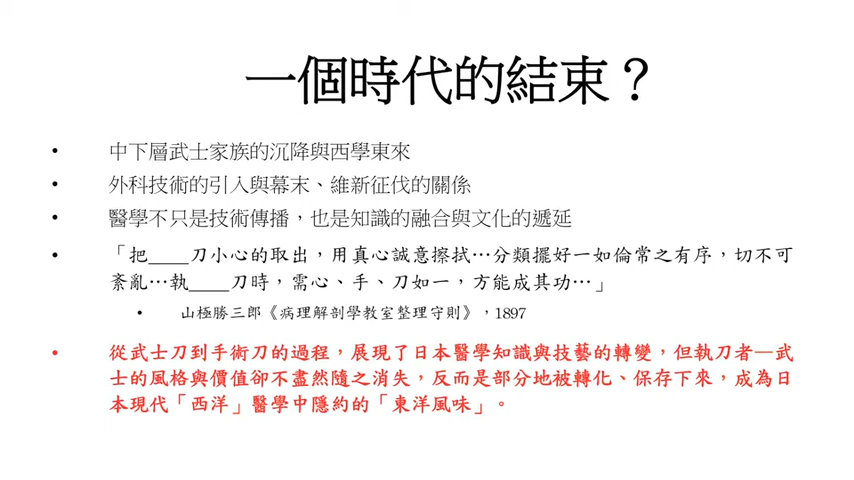 一個時代的結束？
• 中下層武士家族的沉降與西學東來
• 外科技術的引入與幕末、維新征伐的關係
• 醫學不只是技術傳播，也是知識的融合與文化的遞延
• 「把____刀小心的取出，用真心誠意擦拭…分類擺好一如倫常之有序，切不可
紊亂…執____刀時，需心、手、刀如一，方能成其功…」
• 山極勝三郎《病理解剖學教室整理守則》，1897
• 從武士刀到手術刀的過程，展現了日本醫學知識與技藝的轉變，但執刀者—武
士的風格與價值卻不盡然隨之消失，反而是部分地被轉化、保存下來，成為日
本現代「西洋」醫學中隱約的「東洋風味」。